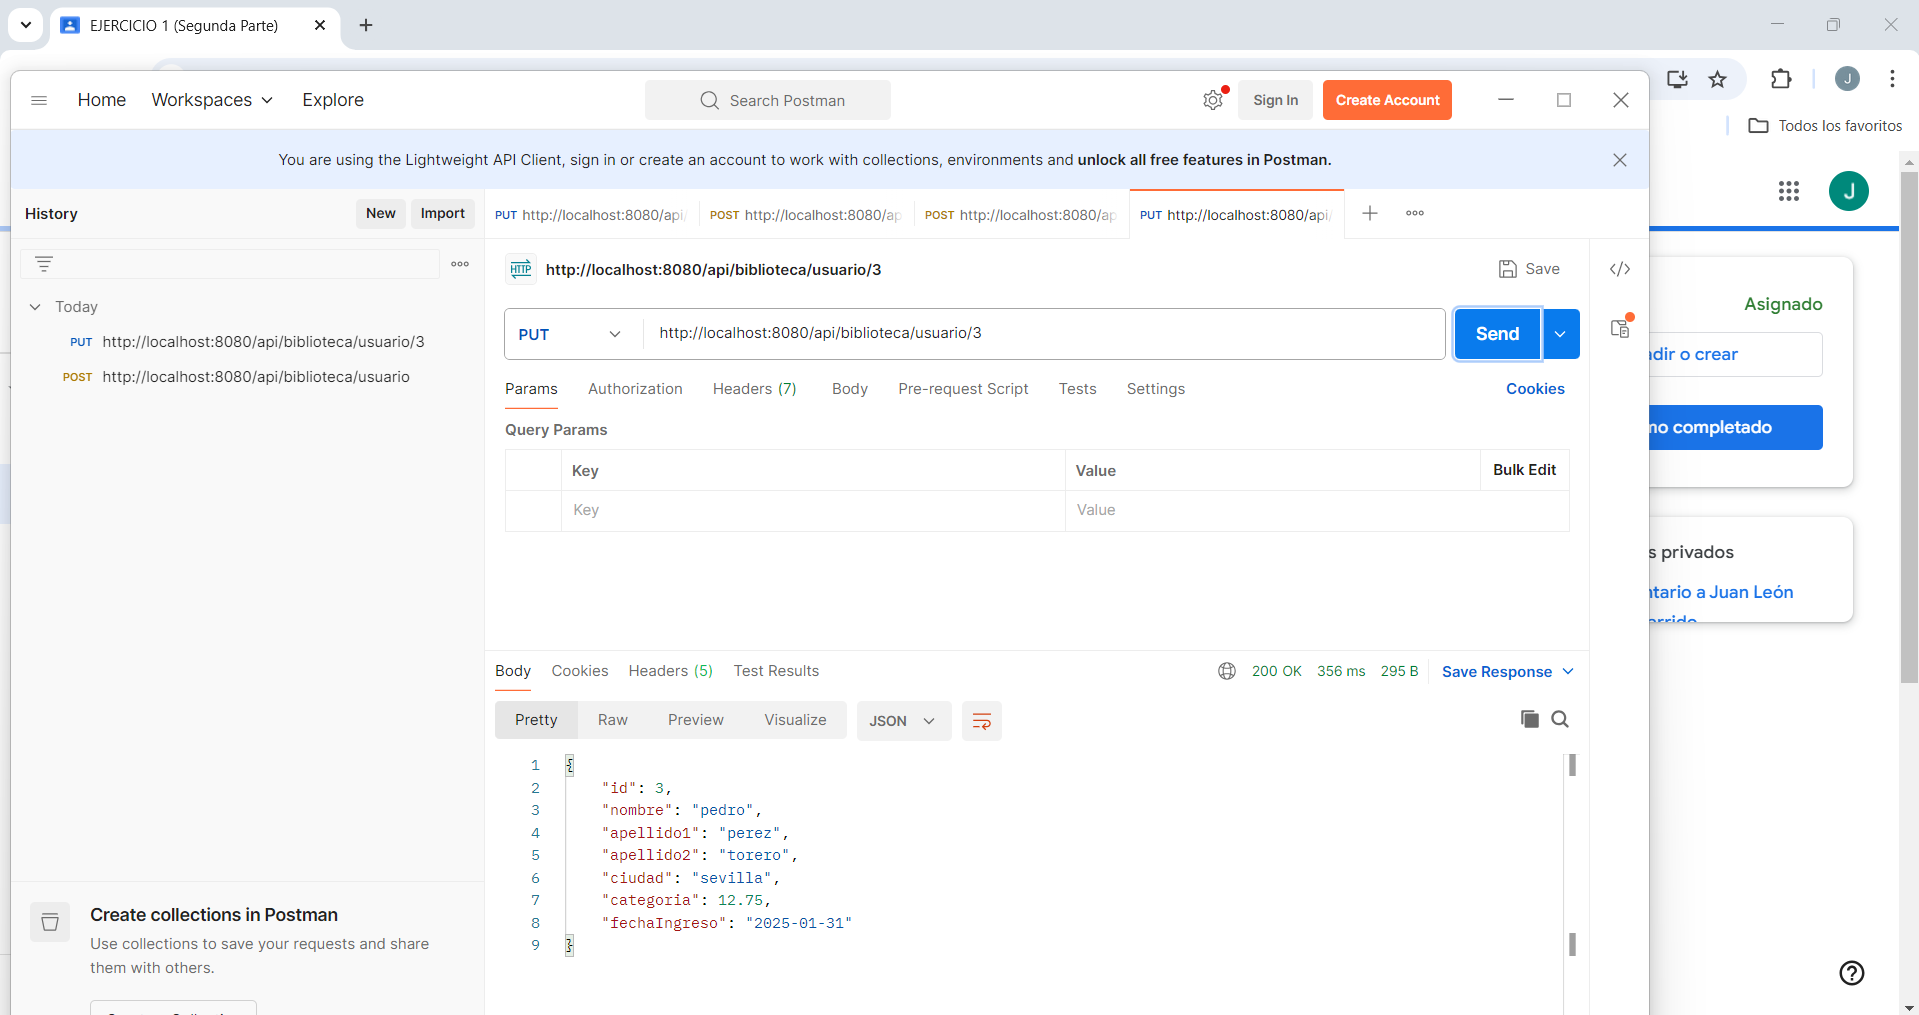 EJERCICIO 1 (Segunda Parte)
Home Workspaces Explore
Search Postman
Sign In
Create Account
J
Todos los favoritos
You are using the Lightweight API Client, sign in or create an account to work with collections, environments and unlock all free features in Postman.
J
History
New
Import
PUT http://localhost:8080/api/
POST http://localhost:8080/ap
POST http://localhost:8080/ap
PUT http://localhost:8080/api/
HTTP http://localhost:8080/api/biblioteca/usuario/3
Save
Today
PUT http://localhost:8080/api/biblioteca/usuario/3
POST http://localhost:8080/api/biblioteca/usuario
PUT http://localhost:8080/api/biblioteca/usuario/3
Send
Asignado
dir o crear
Params Authorization Headers (7) Body Pre-request Script Tests Settings Cookies
no completado
Query Params
Key Value Bulk Edit
Key Value
s privados
ntario a Juan León
Body Cookies Headers (5) Test Results
200 OK 356 ms 295 B Save Response
Pretty Raw Preview Visualize JSON
1 {
2 "id": 3,
3 "nombre": "pedro",
4 "apellido1": "perez",
5 "apellido2": "torero",
6 "ciudad": "sevilla",
7 "categoria": 12.75,
8 "fechaIngreso": "2025-01-31"
9 }
Create collections in Postman
Use collections to save your requests and share
them with others.